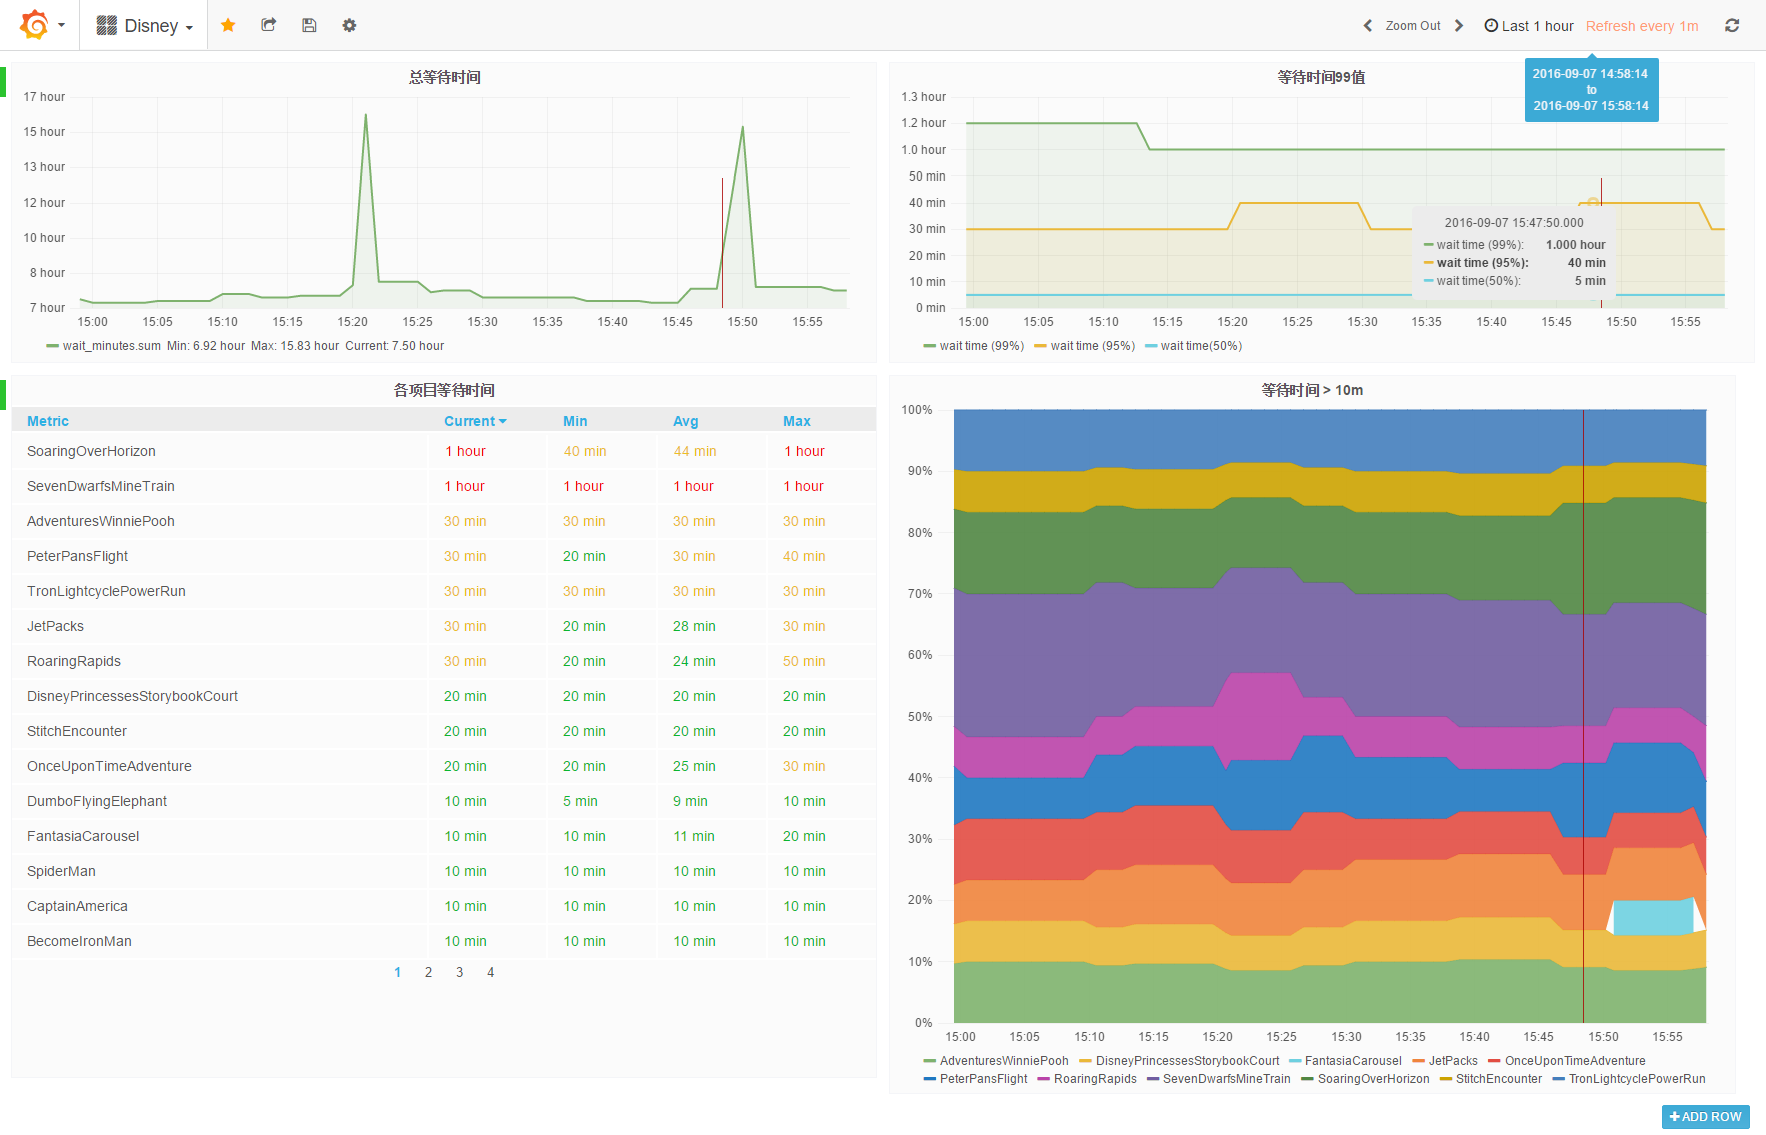 Disney
Zoom Out
Last 1 hour
Refresh every 1m
2016-09-07 14:58:14
to
2016-09-07 15:58:14
总等待时间
17 hour
15 hour
13 hour
12 hour
10 hour
8 hour
7 hour
15:00 15:05 15:10 15:15 15:20 15:25 15:30 15:35 15:40 15:45 15:50 15:55
wait_minutes.sum Min: 6.92 hour Max: 15.83 hour Current: 7.50 hour
等待时间99值
1.3 hour
1.2 hour
1.0 hour
50 min
40 min
30 min
20 min
10 min
0 min
2016-09-07 15:47:50.000
wait time (99%): 1.000 hour
wait time (95%): 40 min
wait time(50%): 5 min
15:00 15:05 15:10 15:15 15:20 15:25 15:30 15:35 15:40 15:45 15:50 15:55
wait time (99%) wait time (95%) wait time(50%)
各项目等待时间
Metric Current Min Avg Max
SoaringOverHorizon 1 hour 40 min 44 min 1 hour
SevenDwarfsMineTrain 1 hour 1 hour 1 hour 1 hour
AdventuresWinniePooh 30 min 30 min 30 min 30 min
PeterPansFlight 30 min 20 min 30 min 40 min
TronLightcyclePowerRun 30 min 30 min 30 min 30 min
JetPacks 30 min 20 min 28 min 30 min
RoaringRapids 30 min 20 min 24 min 50 min
DisneyPrincessesStorybookCourt 20 min 20 min 20 min 20 min
StitchEncounter 20 min 20 min 20 min 20 min
OnceUponTimeAdventure 20 min 20 min 25 min 30 min
DumboFlyingElephant 10 min 5 min 9 min 10 min
FantasiaCarousel 10 min 10 min 11 min 20 min
SpiderMan 10 min 10 min 10 min 10 min
CaptainAmerica 10 min 10 min 10 min 10 min
BecomeIronMan 10 min 10 min 10 min 10 min
1 2 3 4
等待时间 > 10m
100%
90%
80%
70%
60%
50%
40%
30%
20%
10%
0%
15:00 15:05 15:10 15:15 15:20 15:25 15:30 15:35 15:40 15:45 15:50 15:55
AdventuresWinniePooh DisneyPrincessesStorybookCourt FantasiaCarousel JetPacks OnceUponTimeAdventure
PeterPansFlight RoaringRapids SevenDwarfsMineTrain SoaringOverHorizon StitchEncounter TronLightcyclePowerRun
+ ADD ROW